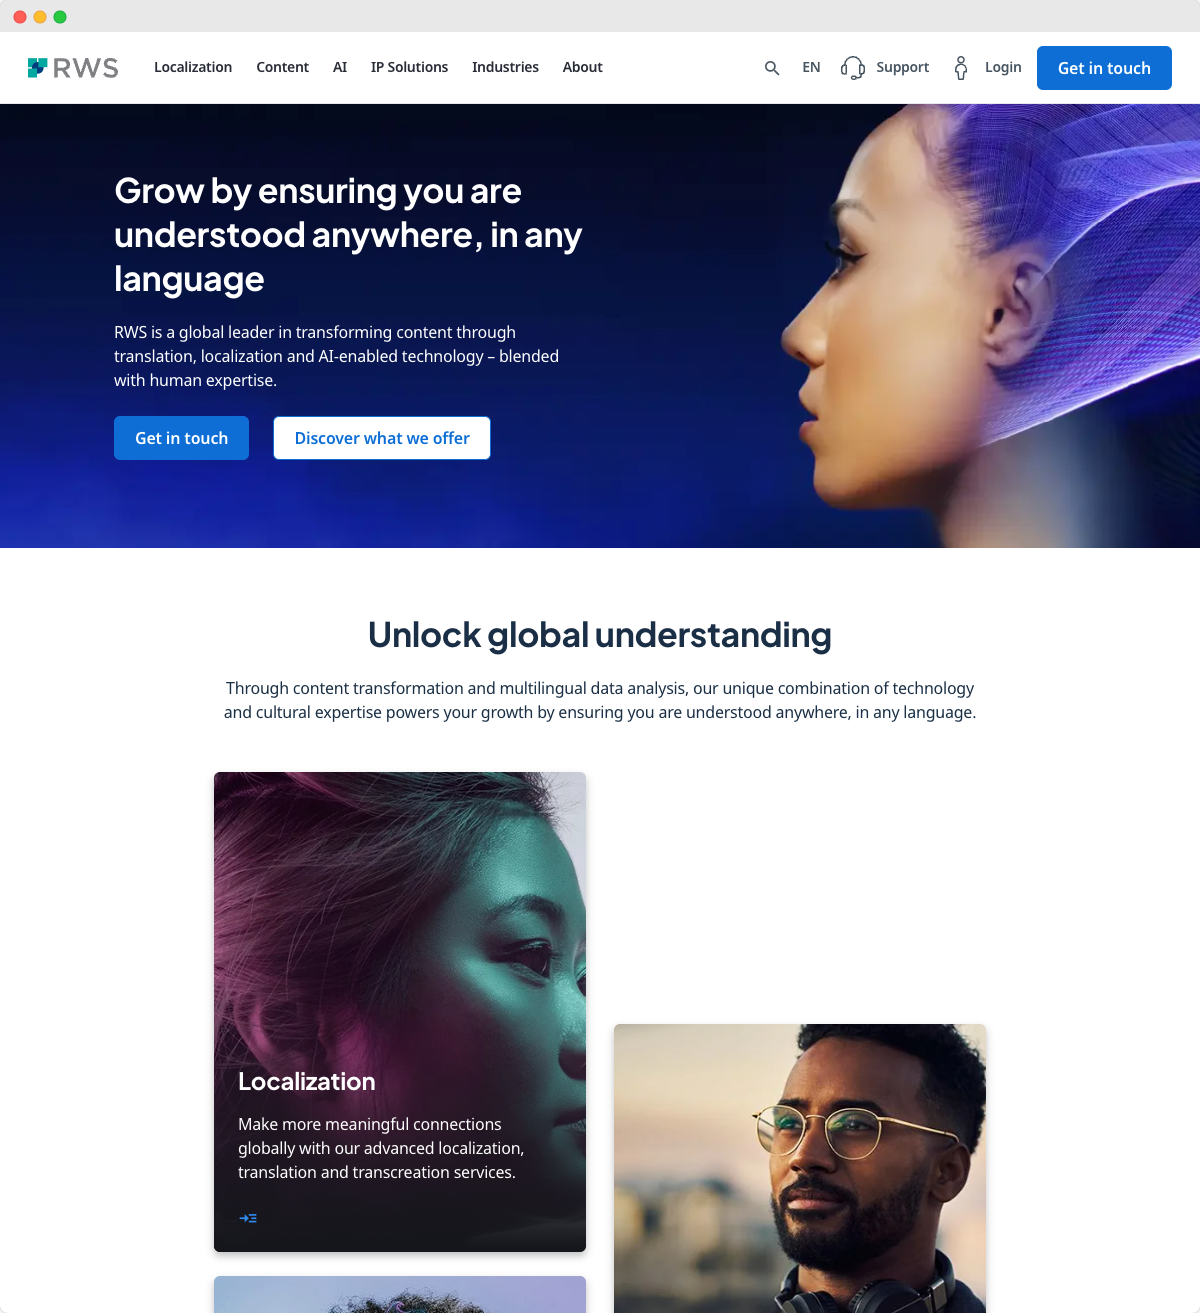 RWS
Localization
Content
AI
IP Solutions
Industries
About
EN
Support
Login
Get in touch
Grow by ensuring you are
understood anywhere, in any
language
RWS is a global leader in transforming content through
translation, localization and AI-enabled technology – blended
with human expertise.
Get in touch
Discover what we offer
Unlock global understanding
Through content transformation and multilingual data analysis, our unique combination of technology
and cultural expertise powers your growth by ensuring you are understood anywhere, in any language.
Localization
Make more meaningful connections
globally with our advanced localization,
translation and transcreation services.